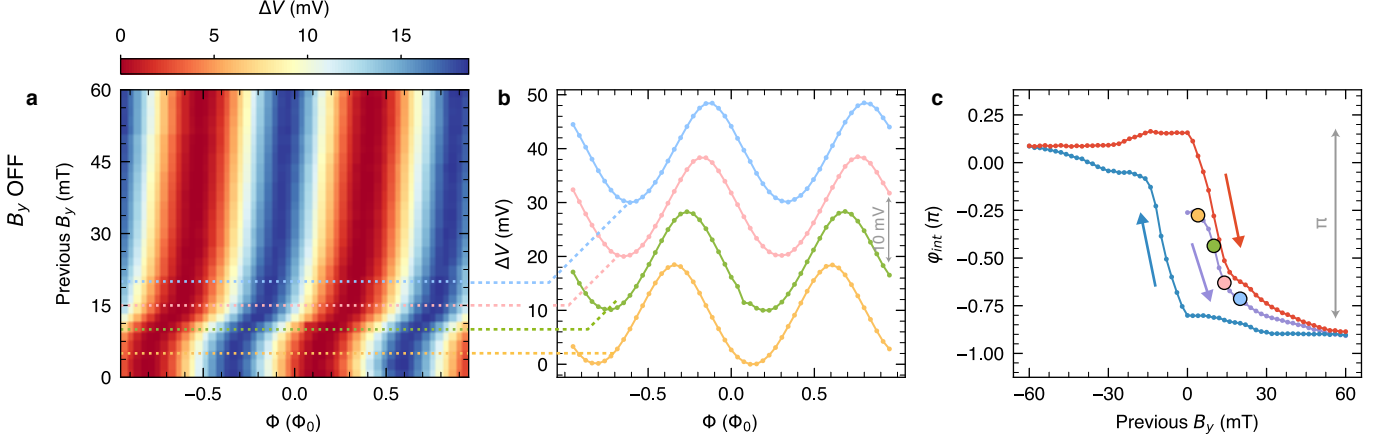 ΔV (mV)
0 5 10 15
a
B_y OFF
Previous B_y (mT)
60
45
30
15
0
−0.5 0.0 0.5
Φ (Φ₀)
b
ΔV (mV)
50
40
30
20
10
0
10 mV
−0.5 0.0 0.5
Φ (Φ₀)
c
φ_int (π)
0.25
0.00
−0.25
−0.50
−0.75
−1.00
π
−60 −30 0 30 60
Previous B_y (mT)